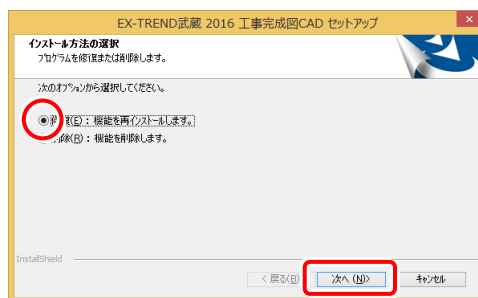 EX-TREND武蔵 2016 工事完成図CAD セットアップ
インストール方法の選択
プログラムを修復または削除します。
次のオプションから選択してください。
(E)：機能を再インストールします。
除(R)：機能を削除します。
InstallShield
< 戻る(B)
次へ (N)>
キャンセル